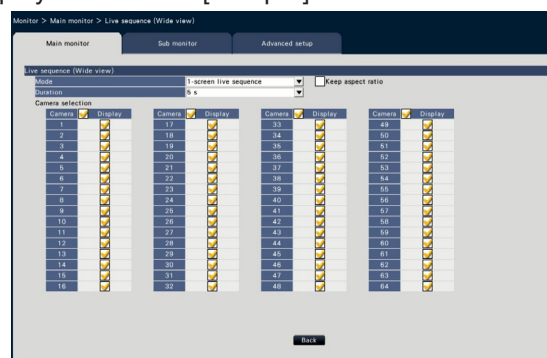 Monitor > Main monitor > Live sequence (Wide view)
Main monitor Sub monitor Advanced setup
Live sequence (Wide view)
Mode 1-screen live sequence Keep aspect ratio
Duration 5 s
Camera selection
Camera Display Camera Display Camera Display Camera Display
1 17 33 49
2 18 34 50
3 19 35 51
4 20 36 52
5 21 37 53
6 22 38 54
7 23 39 55
8 24 40 56
9 25 41 57
10 26 42 58
11 27 43 59
12 28 44 60
13 29 45 61
14 30 46 62
15 31 47 63
16 32 48 64
Back